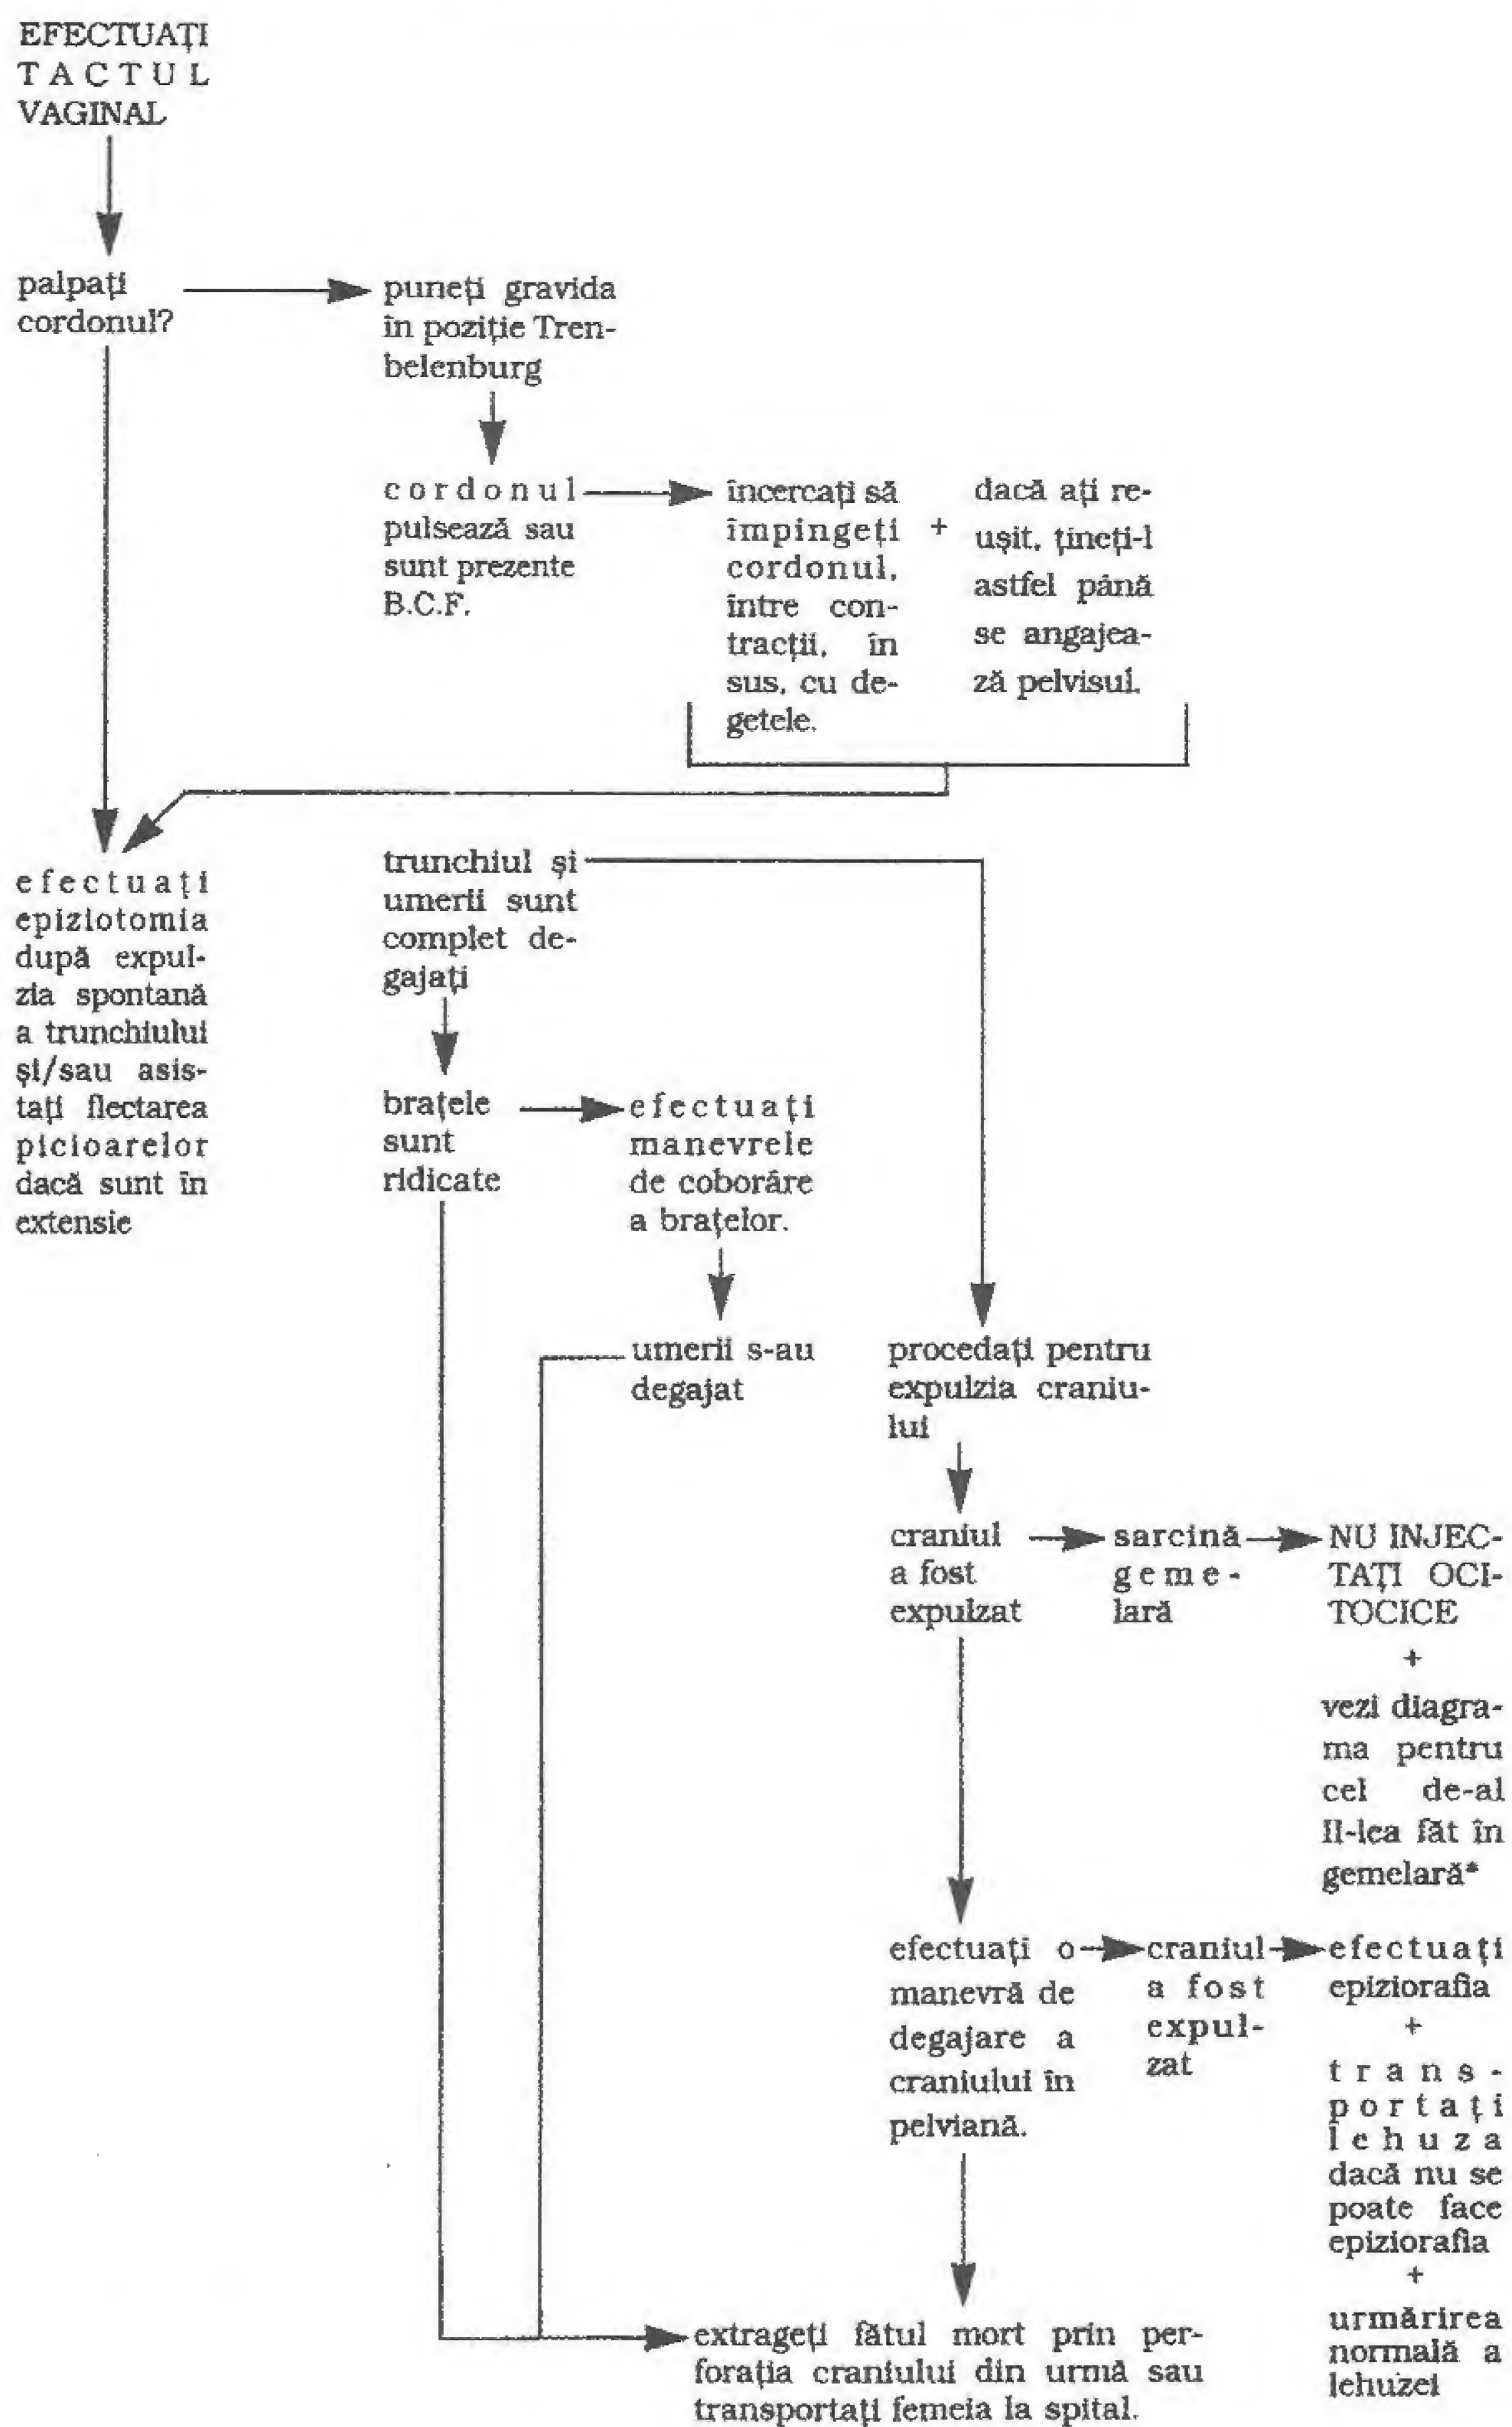 EFECTUAȚI
TACTUL
VAGINAL
palpați
cordonul?
puneți gravida
în poziție Tren-
belenburg
cordonul
pulsează sau
sunt prezente
B.C.F.
încercați să
împingeți
cordonul,
între con-
tracții, în
sus, cu de-
getele.
+
dacă ați re-
ușit, țineți-l
astfel până
se angajea-
ză pelvisul.
efectuați
epiziotomia
după expul-
zia spontană
a trunchiului
și/sau asis-
tați flectarea
picioarelor
dacă sunt în
extensie
trunchiul și
umerii sunt
complet de-
gajați
brațele
sunt
ridicate
efectuați
manevrele
de coborâre
a brațelor.
umerii s-au
degajat
procedați pentru
expulzia craniu-
lui
craniul
a fost
expulzat
sarcină
geme-
lară
NU INJEC-
TAȚI OCI-
TOCICE
+
vezi diagra-
ma pentru
cel de-al
II-lea făt în
gemelară*
efectuați o
manevră de
degajare a
craniului în
pelviană.
craniul
a fost
expul-
zat
efectuați
epiziorafia
+
trans-
portați
lehuza
dacă nu se
poate face
epiziorafia
+
urmărirea
normală a
lehuzei
extrageți fătul mort prin per-
forația craniului din urmă sau
transportați femeia la spital.